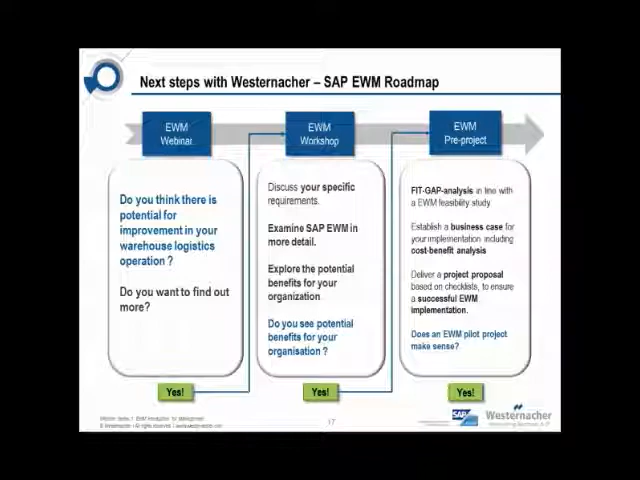 Next steps with Westernacher – SAP EWM Roadmap
EWM
Webinar
EWM
Workshop
EWM
Pre-project
Do you think there is
potential for
improvement in your
warehouse logistics
operation ?
Do you want to find out
more?
Discuss your specific
requirements.
Examine SAP EWM in
more detail.
Explore the potential
benefits for your
organization
Do you see potential
benefits for your
organisation ?
FIT-GAP-analysis in line with
a EWM feasibility study
Establish a business case for
your implementation including
cost-benefit analysis
Deliver a project proposal
based on checklists, to ensure
a successful EWM
implementation.
Does an EWM pilot project
make sense?
Yes!
Yes!
Yes!
17
SAP
Westernacher